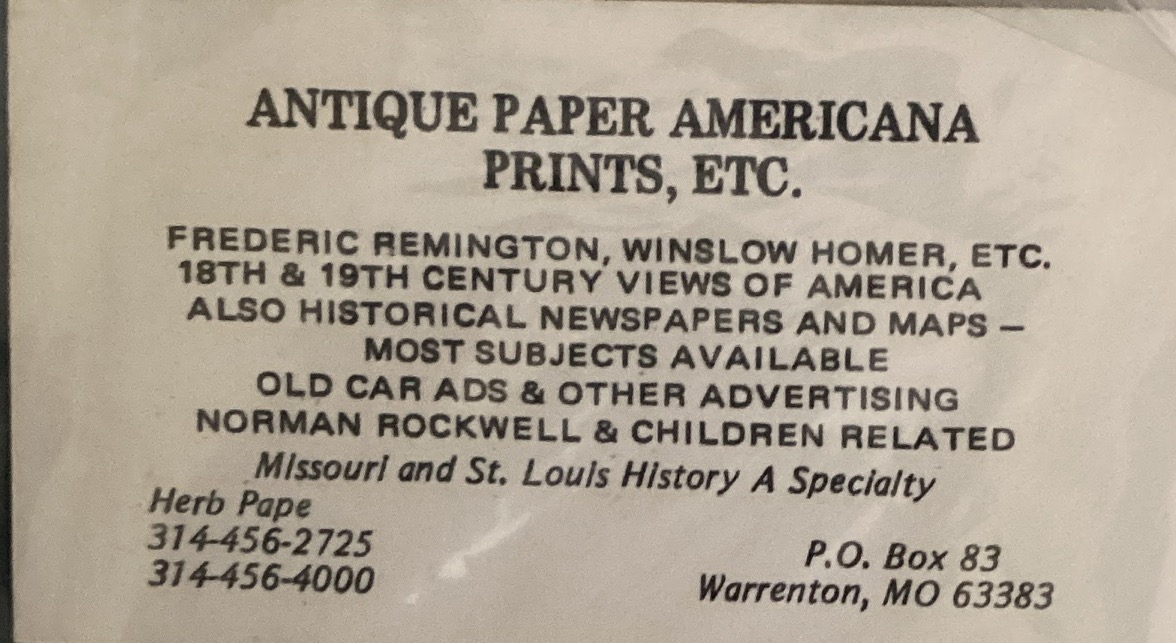 ANTIQUE PAPER AMERICANA
PRINTS, ETC.
FREDERIC REMINGTON, WINSLOW HOMER, ETC.
18TH & 19TH CENTURY VIEWS OF AMERICA
ALSO HISTORICAL NEWSPAPERS AND MAPS –
MOST SUBJECTS AVAILABLE
OLD CAR ADS & OTHER ADVERTISING
NORMAN ROCKWELL & CHILDREN RELATED
Missouri and St. Louis History A Specialty
Herb Pape
314-456-2725
314-456-4000
P.O. Box 83
Warrenton, MO 63383